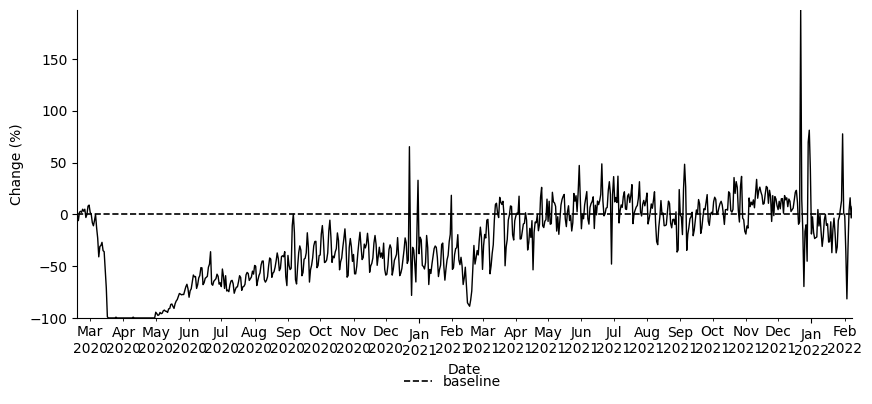 Change (%)
150
100
50
0
−50
−100
Mar Apr May Jun Jul Aug Sep Oct Nov Dec Jan Feb Mar Apr May Jun Jul Aug Sep Oct Nov Dec Jan Feb
2020 2020 2020 2020 2020 2020 2020 2020 2020 2020 2021 2021 2021 2021 2021 2021 2021 2021 2021 2021 2021 2021 2022 2022
Date
baseline